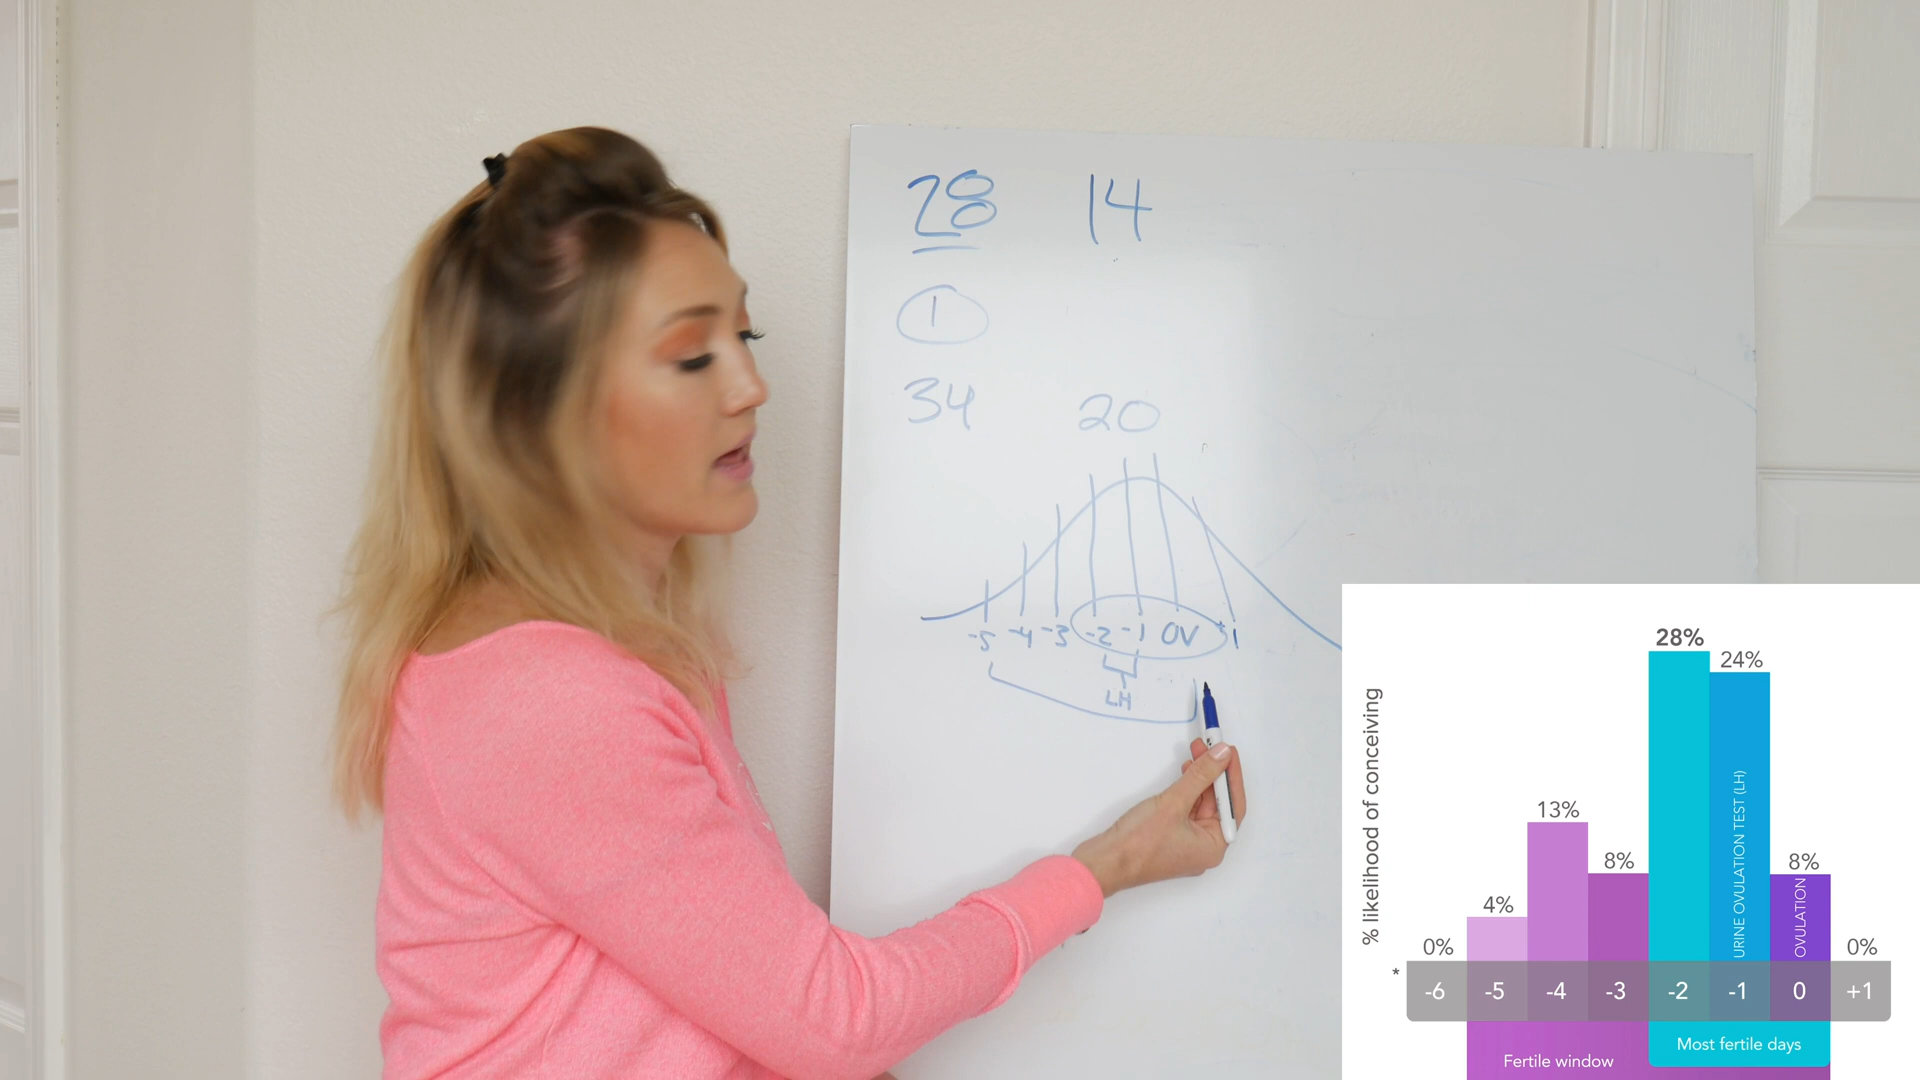 28 14
1
34 20
-5 -4 -3 -2 -1 OV 1
LH
% likelihood of conceiving
28%
24%
13%
8%
8%
4%
0%
0%
URINE OVULATION TEST (LH)
OVULATION
*
-6 -5 -4 -3 -2 -1 0 +1
Most fertile days
Fertile window